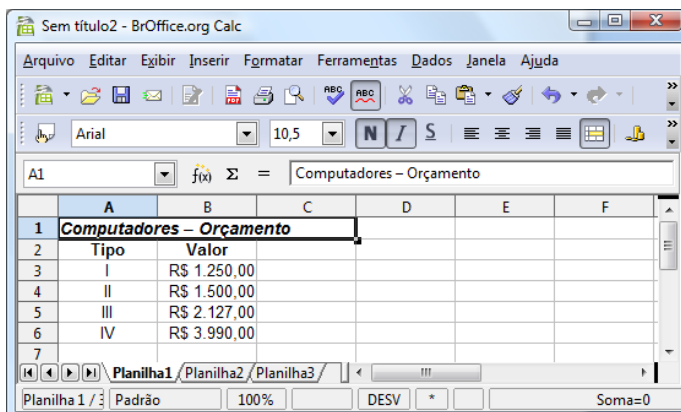 Sem título2 - BrOffice.org Calc
Arquivo Editar Exibir Inserir Formatar Ferramentas Dados Janela Ajuda
ABC ABC
Arial 10,5 N I S
A1 f(x) Σ = Computadores – Orçamento
A B C D E F
1 Computadores – Orçamento
2 Tipo Valor
3 I R$ 1.250,00
4 II R$ 1.500,00
5 III R$ 2.127,00
6 IV R$ 3.990,00
7
Planilha1 Planilha2 Planilha3
Planilha 1 / 3 Padrão 100% DESV * Soma=0